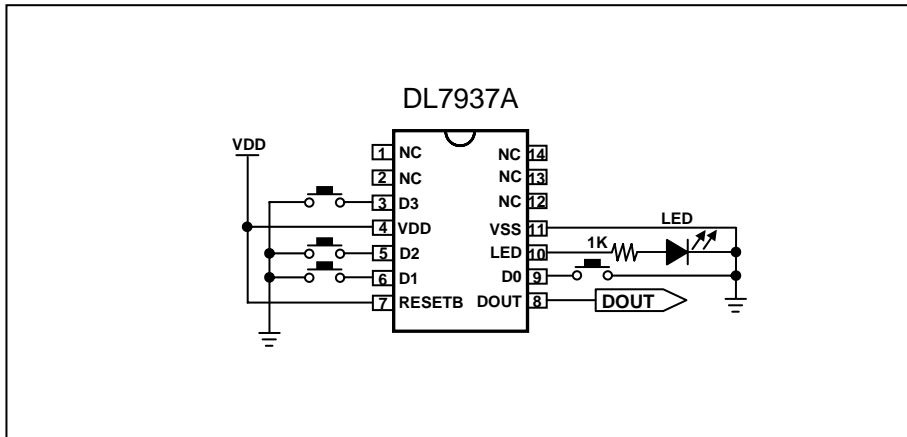 DL7937A
VDD
1 NC
NC 14
2 NC
NC 13
3 D3
NC 12
4 VDD
VSS 11
LED
5 D2
LED 10
1K
6 D1
D0 9
7 RESETB
DOUT 8
DOUT